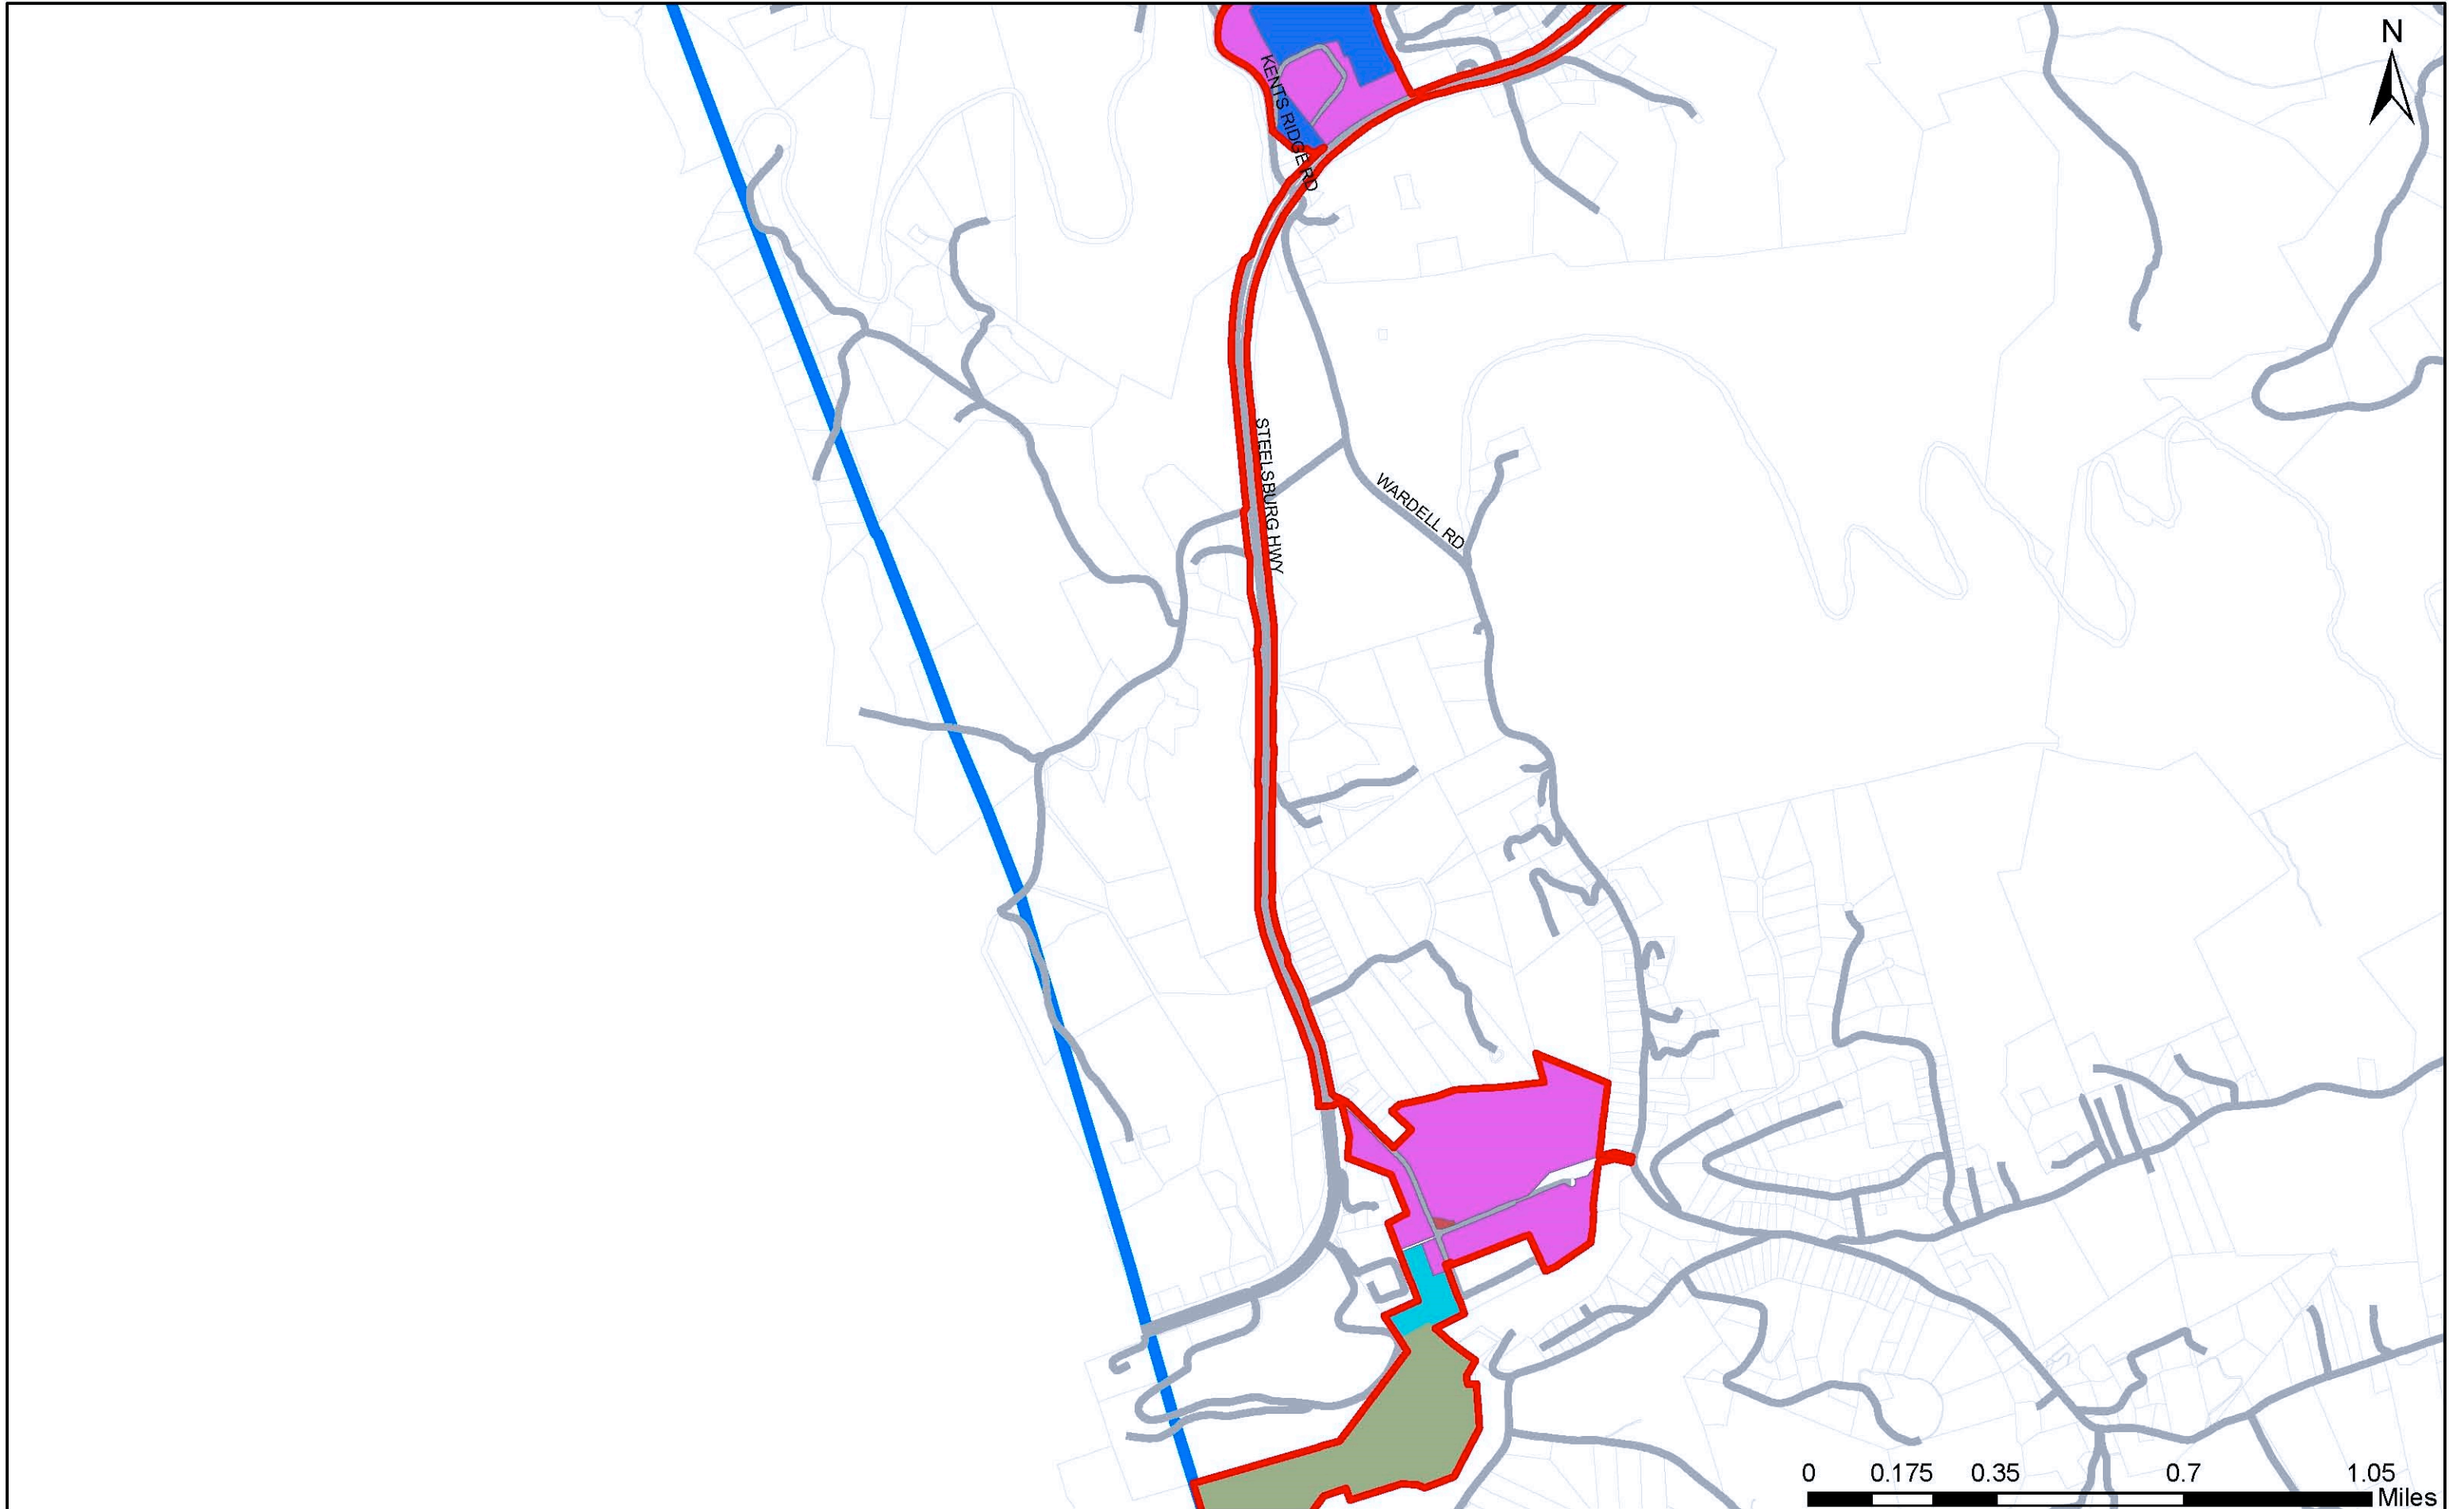 N
KENTS RIDGE RD
STEELSBURG HWY
WARDELL RD
0 0.175 0.35 0.7 1.05
Miles